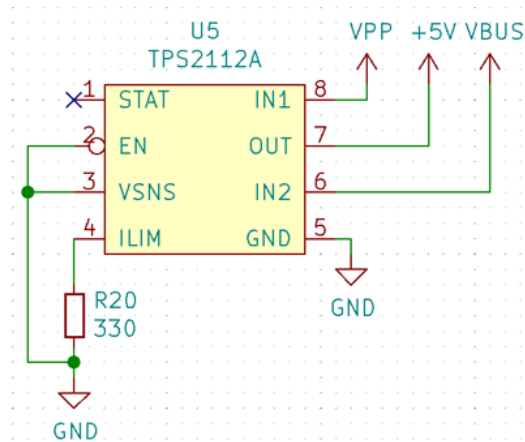 U5
TPS2112A
VPP +5V VBUS
1 STAT IN1 8
2 EN OUT 7
3 VSNS IN2 6
4 ILIM GND 5
R20
330
GND
GND